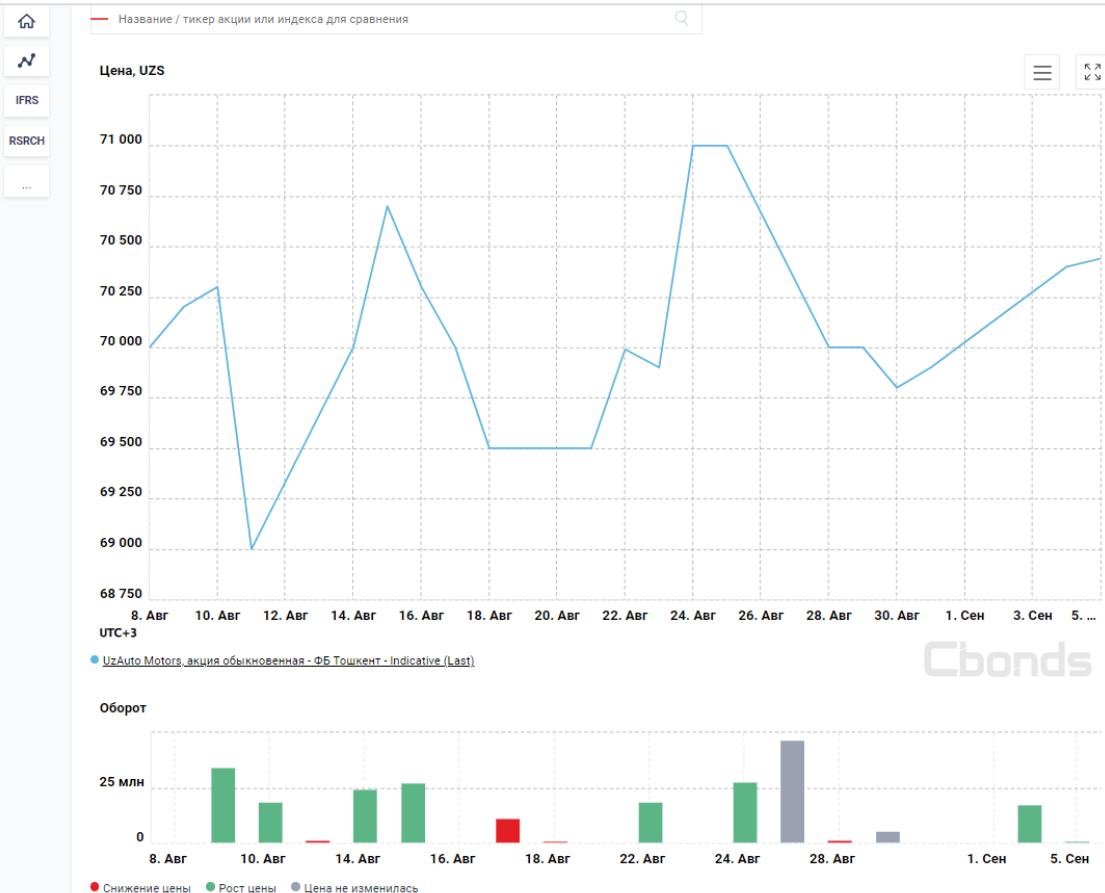 Название / тикер акции или индекса для сравнения
IFRS
RSRCH
...
Цена, UZS
71 000
70 750
70 500
70 250
70 000
69 750
69 500
69 250
69 000
68 750
8. Авг 10. Авг 12. Авг 14. Авг 16. Авг 18. Авг 20. Авг 22. Авг 24. Авг 26. Авг 28. Авг 30. Авг 1. Сен 3. Сен 5. ...
UTC+3
UzAuto Motors, акция обыкновенная - ФБ Тошкент - Indicative (Last)
Cbonds
Оборот
25 млн
0
8. Авг 10. Авг 14. Авг 16. Авг 18. Авг 22. Авг 24. Авг 28. Авг 1. Сен 5. Сен
Снижение цены Рост цены Цена не изменилась